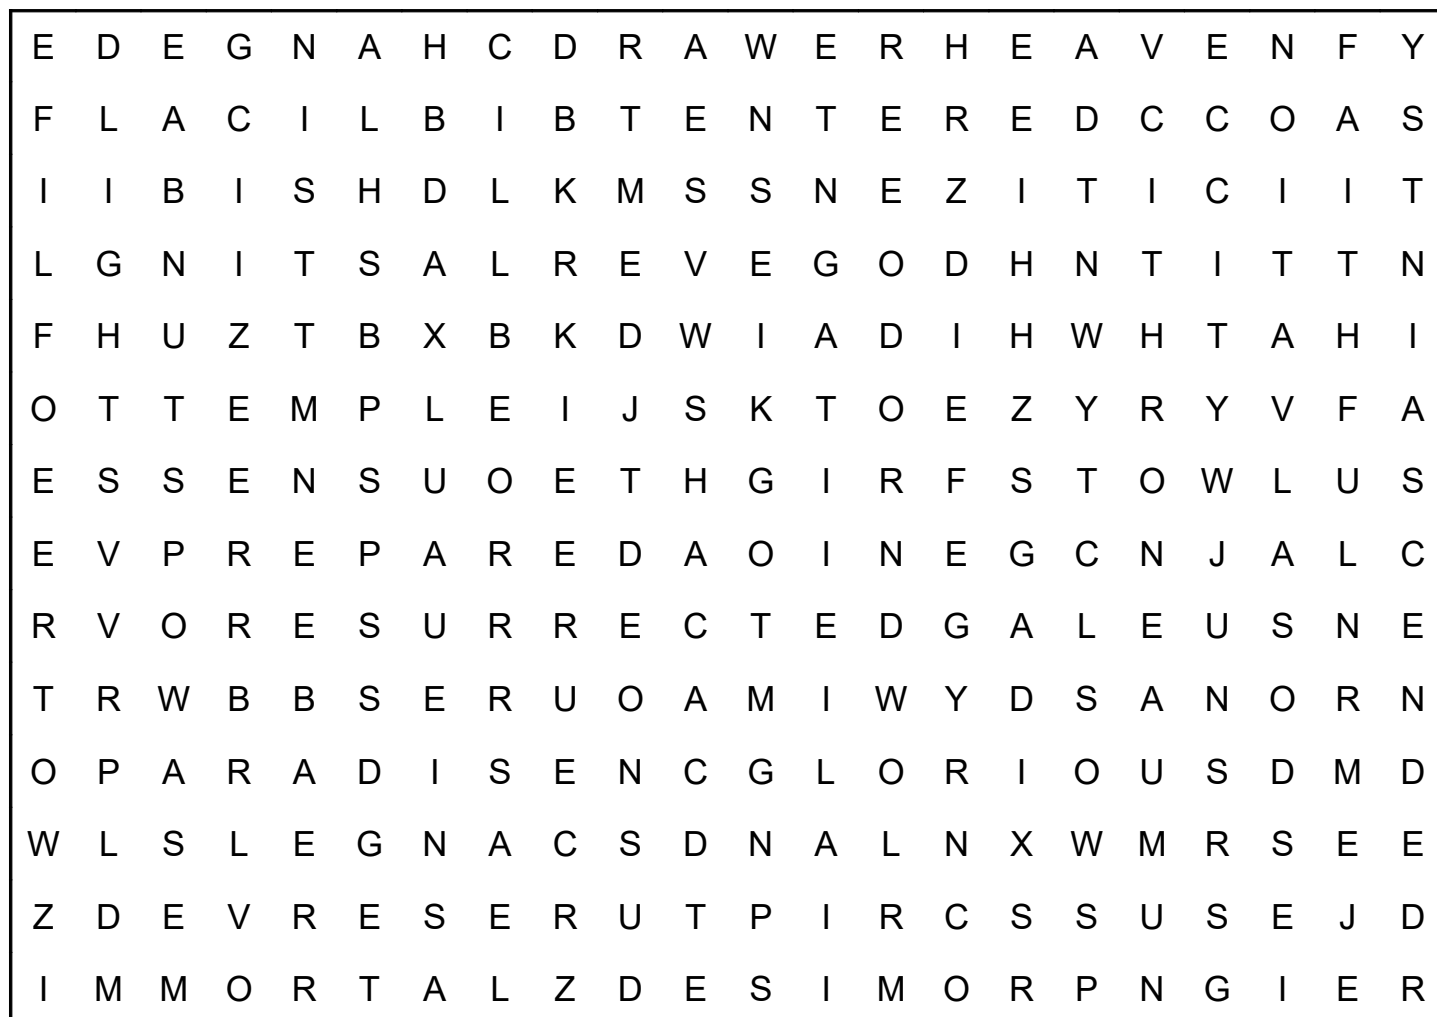 E D E G N A H C D R A W E R H E A V E N F Y
F L A C I L B I B T E N T E R E D C C O A S
I I B I S H D L K M S S N E Z I T I C I I T
L G N I T S A L R E V E G O D H N T I T T N
F H U Z T B X B K D W I A D I H W H T A H I
O T T E M P L E I J S K T O E Z Y R Y V F A
E S S E N S U O E T H G I R F S T O W L U S
E V P R E P A R E D A O I N E G C N J A L C
R V O R E S U R R E C T E D G A L E U S N E
T R W B B S E R U O A M I W Y D S A N O R N
O P A R A D I S E N C G L O R I O U S D M D
W L S L E G N A C S D N A L N X W M R S E E
Z D E V R E S E R U T P I R C S S U S E J D
I M M O R T A L Z D E S I M O R P N G I E R